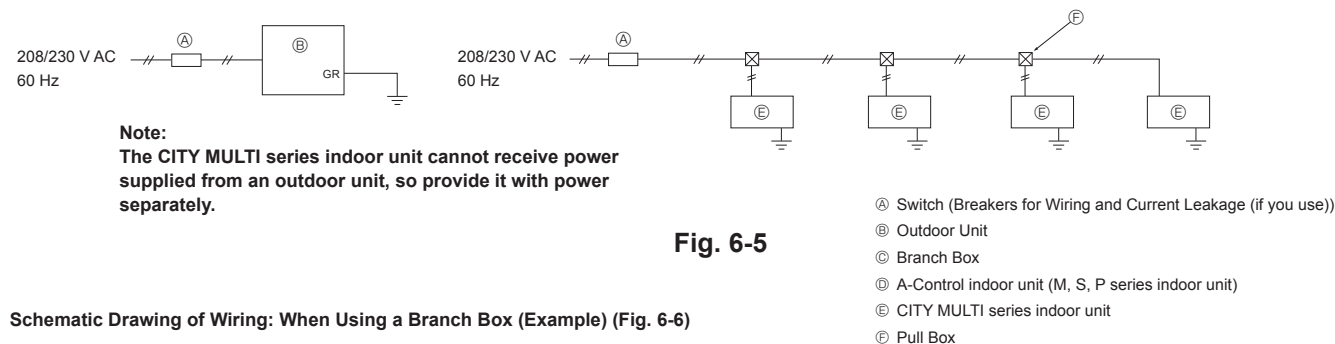 Ⓕ
Ⓐ
Ⓑ
208/230 V AC
60 Hz
GR
Ⓐ
208/230 V AC
60 Hz
Ⓔ
Ⓔ
Ⓔ
Ⓔ
Note:
The CITY MULTI series indoor unit cannot receive power
supplied from an outdoor unit, so provide it with power
separately.
Fig. 6-5
Ⓐ Switch (Breakers for Wiring and Current Leakage (if you use))
Ⓑ Outdoor Unit
Ⓒ Branch Box
Ⓓ A-Control indoor unit (M, S, P series indoor unit)
Ⓔ CITY MULTI series indoor unit
Ⓕ Pull Box
Schematic Drawing of Wiring: When Using a Branch Box (Example) (Fig. 6-6)